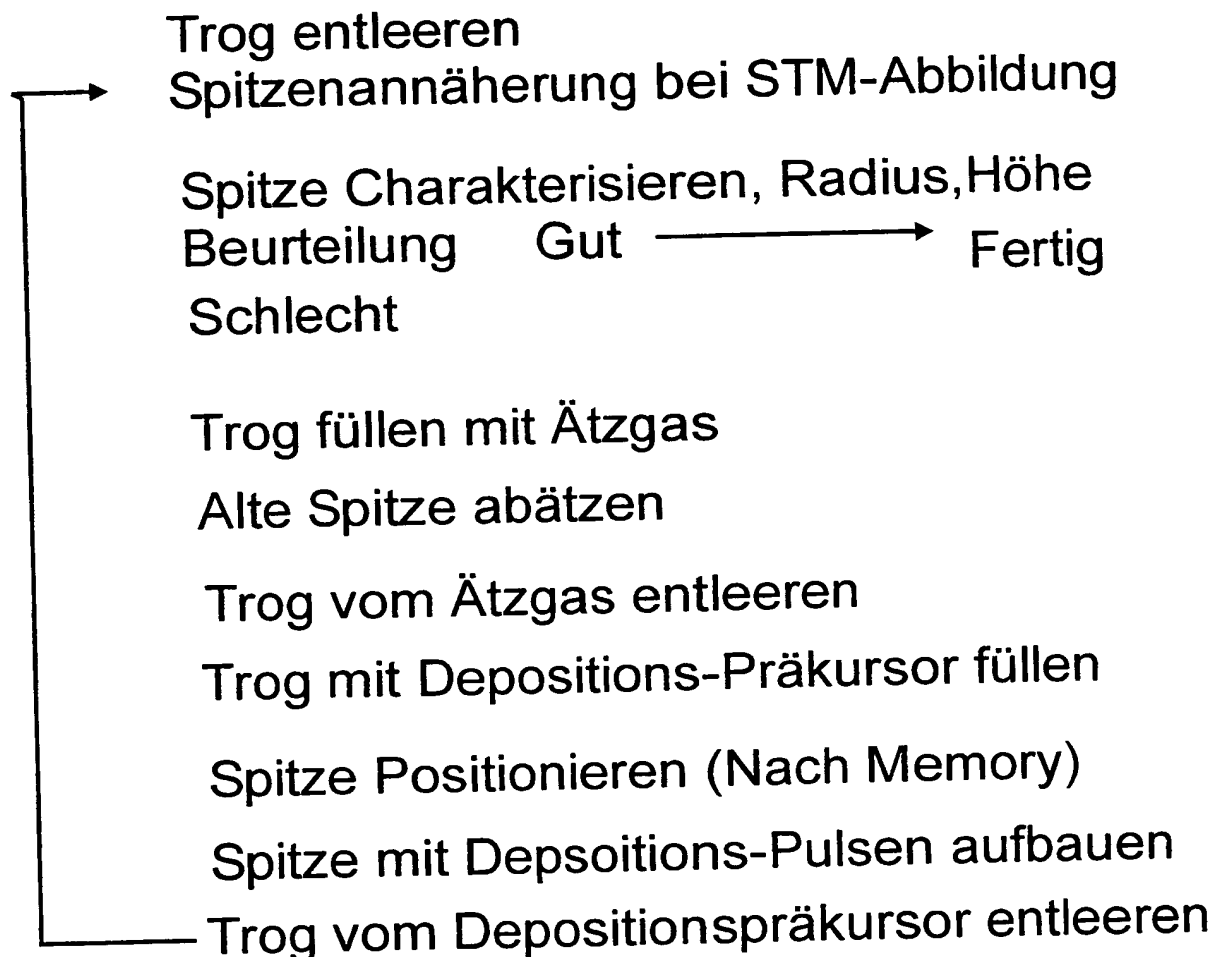 Trog entleeren
Spitzenannäherung bei STM-Abbildung
Spitze Charakterisieren, Radius,Höhe
Beurteilung Gut Fertig
Schlecht
Trog füllen mit Ätzgas
Alte Spitze abätzen
Trog vom Ätzgas entleeren
Trog mit Depositions-Präkursor füllen
Spitze Positionieren (Nach Memory)
Spitze mit Depsoitions-Pulsen aufbauen
Trog vom Depositionspräkursor entleeren